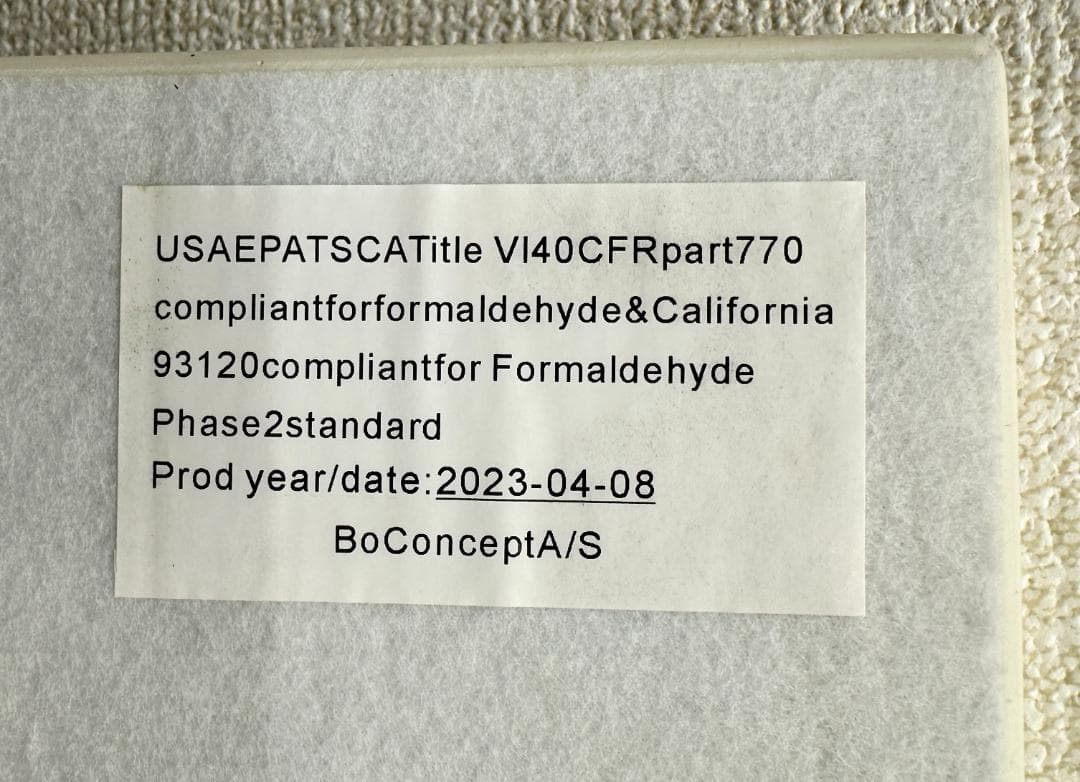 USAEPATSCATitle VI40CFRpart770
compliantforformaldehyde&California
93120compliantfor Formaldehyde
Phase2standard
Prod year/date:2023-04-08
BoConceptA/S